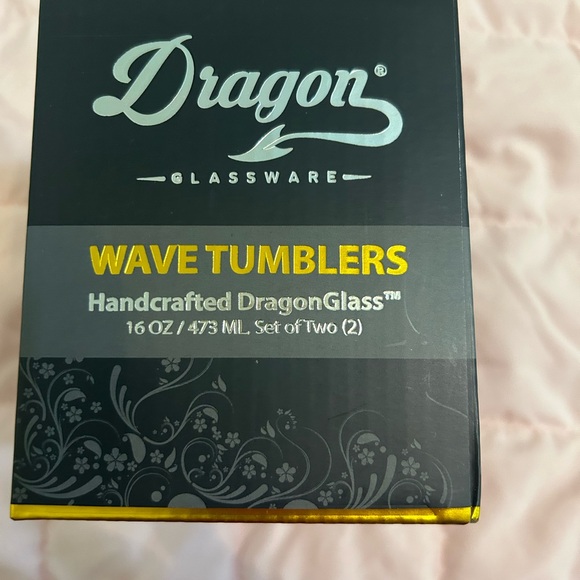 Dragon®
GLASSWARE
WAVE TUMBLERS
Handcrafted DragonGlass™
16 OZ / 473 ML, Set of Two (2)